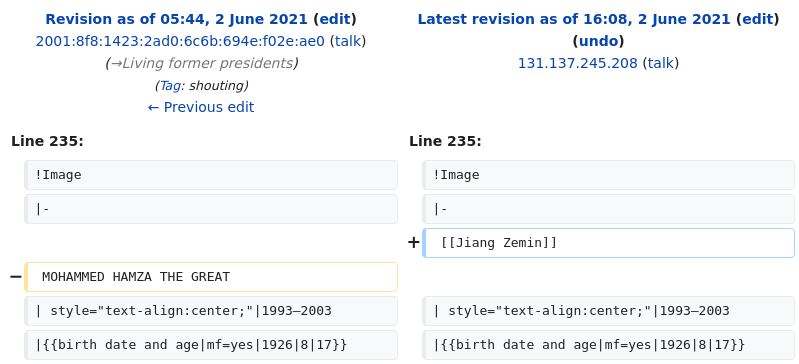 Revision as of 05:44, 2 June 2021 (edit)
2001:8f8:1423:2ad0:6c6b:694e:f02e:ae0 (talk)
(→Living former presidents)
(Tag: shouting)
← Previous edit
Latest revision as of 16:08, 2 June 2021 (edit)
(undo)
131.137.245.208 (talk)
Line 235:
Line 235:
!Image
!Image
|-
|-
+ [[Jiang Zemin]]
− MOHAMMED HAMZA THE GREAT
| style="text-align:center;"|1993–2003
| style="text-align:center;"|1993–2003
|{{birth date and age|mf=yes|1926|8|17}}
|{{birth date and age|mf=yes|1926|8|17}}